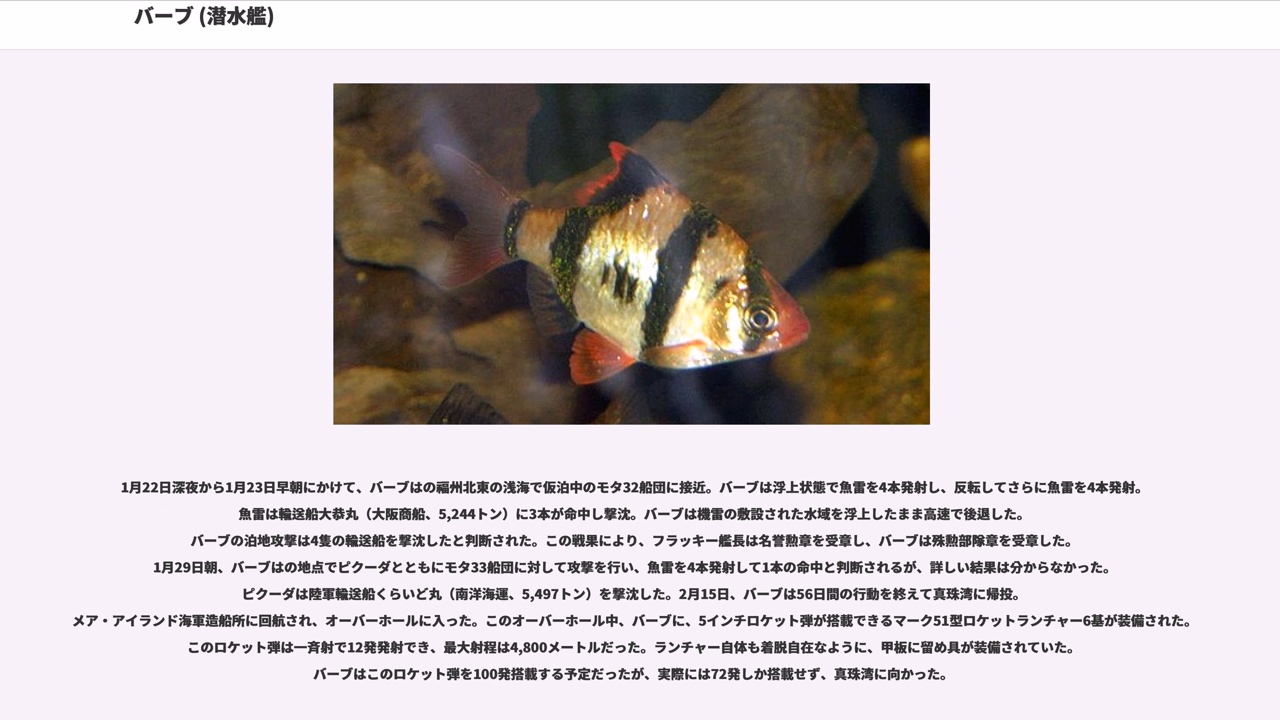 バーブ (潜水艦)
1月22日深夜から1月23日早朝にかけて、バーブはの福州北東の浅海で仮泊中のモタ32船団に接近。バーブは浮上状態で魚雷を4本発射し、反転してさらに魚雷を4本発射。
魚雷は輸送船大恭丸（大阪商船、5,244トン）に3本が命中し撃沈。バーブは機雷の敷設された水域を浮上したまま高速で後退した。
バーブの泊地攻撃は4隻の輸送船を撃沈したと判断された。この戦果により、フラッキー艦長は名誉勲章を受章し、バーブは殊勲部隊章を受章した。
1月29日朝、バーブはの地点でピクーダとともにモタ33船団に対して攻撃を行い、魚雷を4本発射して1本の命中と判断されるが、詳しい結果は分からなかった。
ピクーダは陸軍輸送船くらいど丸（南洋海運、5,497トン）を撃沈した。2月15日、バーブは56日間の行動を終えて真珠湾に帰投。
メア・アイランド海軍造船所に回航され、オーバーホールに入った。このオーバーホール中、バーブに、5インチロケット弾が搭載できるマーク51型ロケットランチャー6基が装備された。
このロケット弾は一斉射で12発発射でき、最大射程は4,800メートルだった。ランチャー自体も着脱自在なように、甲板に留め具が装備されていた。
バーブはこのロケット弾を100発搭載する予定だったが、実際には72発しか搭載せず、真珠湾に向かった。